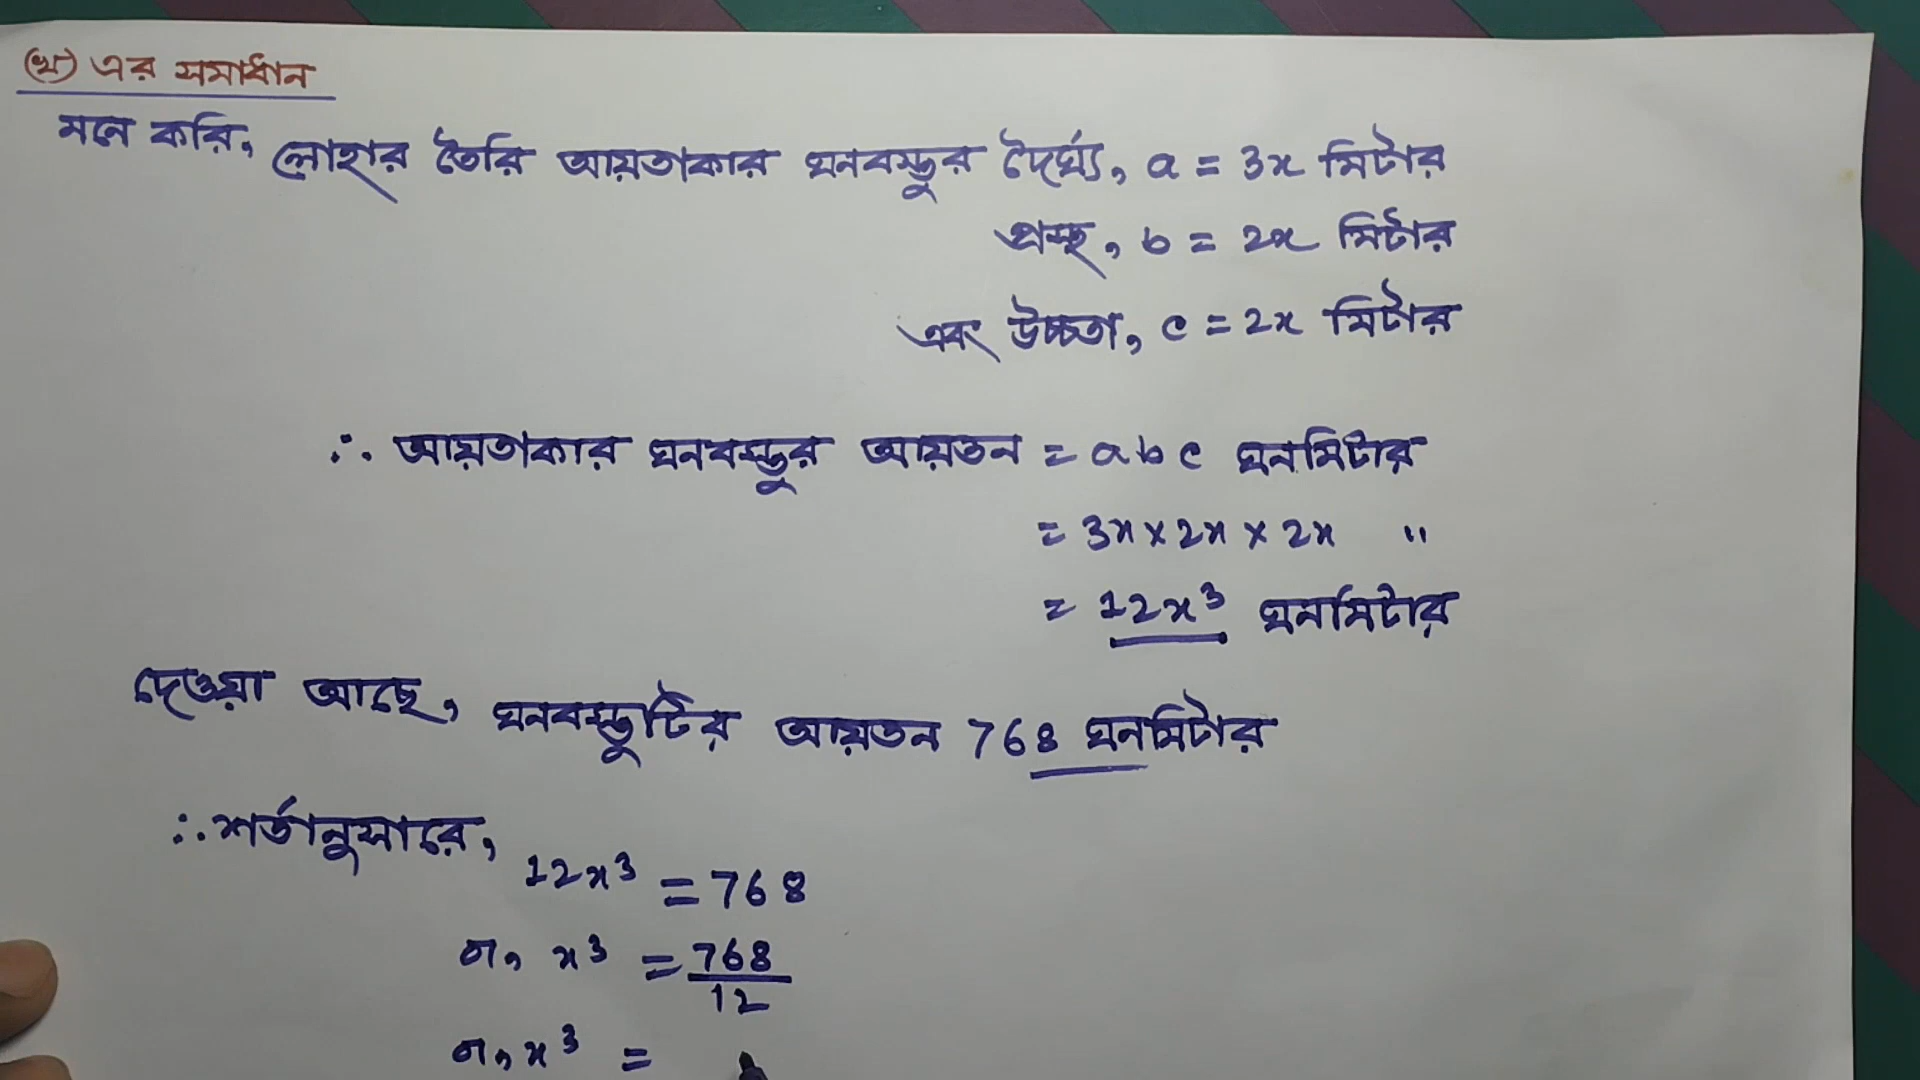 (খ) এর সমাধান
মনে করি, লোহার তৈরি আয়তাকার ঘনবস্তুর দৈর্ঘ্য, a = 3x মিটার
প্রস্থ, b = 2x মিটার
এবং উচ্চতা, c = 2x মিটার
∴ আয়তাকার ঘনবস্তুর আয়তন = abc ঘনমিটার
= 3x × 2x × 2x "
= 12x³ ঘনমিটার
দেওয়া আছে, ঘনবস্তুটির আয়তন 768 ঘনমিটার
∴ শর্তানুসারে,
12x³ = 768
বা, x³ = 768/12
বা, x³ =